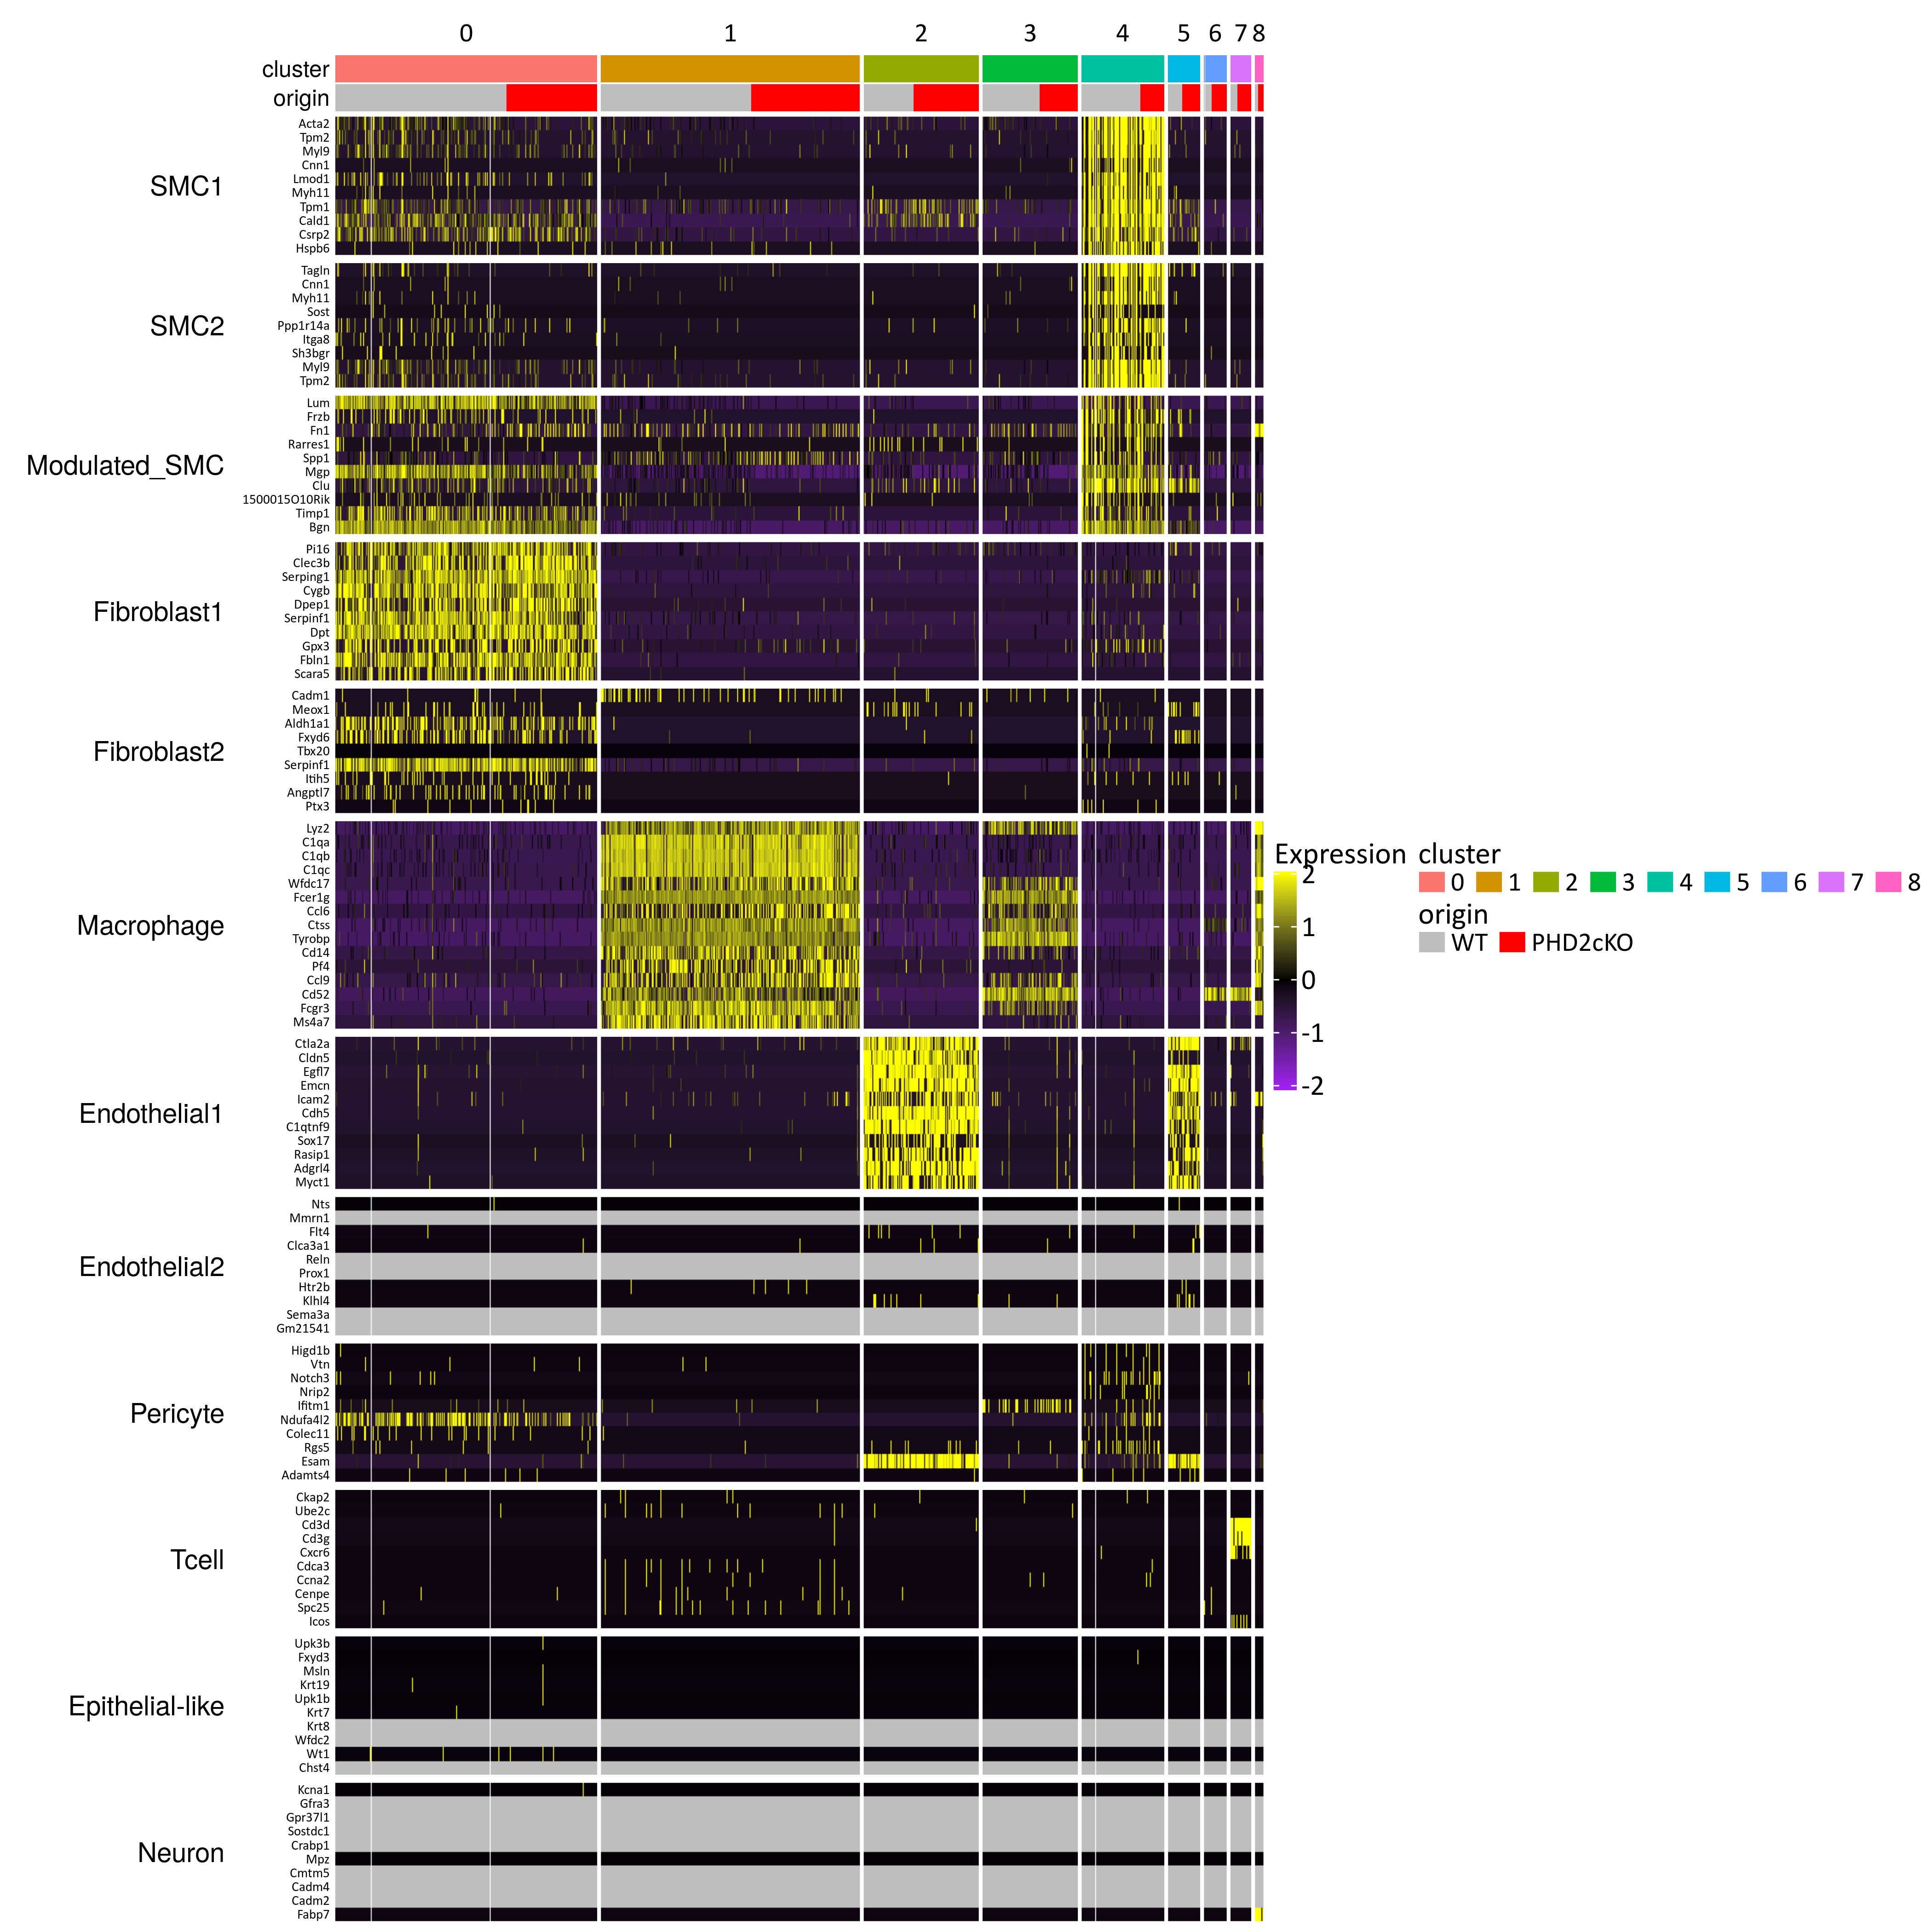 0 1 2 3 4 5 6 7 8
cluster
origin
SMC1
Acta2
Tpm2
Myl9
Cnn1
Lmod1
Myh11
Tpm1
Cald1
Csrp2
Hspb6
SMC2
Tagln
Cnn1
Myh11
Sost
Ppp1r14a
Itga8
Sh3bgr
Myl9
Tpm2
Modulated_SMC
Lum
Frzb
Fn1
Rarres1
Spp1
Mgp
Clu
1500015O10Rik
Timp1
Bgn
Fibroblast1
Pi16
Clec3b
Serping1
Cygb
Dpep1
Serpinf1
Dpt
Gpx3
Fbln1
Scara5
Fibroblast2
Cadm1
Meox1
Aldh1a1
Fxyd6
Tbx20
Serpinf1
Itih5
Angptl7
Ptx3
Macrophage
Lyz2
C1qa
C1qb
C1qc
Wfdc17
Fcer1g
Ccl6
Ctss
Tyrobp
Cd14
Pf4
Ccl9
Cd52
Fcgr3
Ms4a7
Endothelial1
Ctla2a
Cldn5
Egfl7
Emcn
Icam2
Cdh5
C1qtnf9
Sox17
Rasip1
Adgrl4
Myct1
Endothelial2
Nts
Mmrn1
Flt4
Clca3a1
Reln
Prox1
Htr2b
Klhl4
Sema3a
Gm21541
Pericyte
Higd1b
Vtn
Notch3
Nrip2
Ifitm1
Ndufa4l2
Colec11
Rgs5
Esam
Adamts4
Tcell
Ckap2
Ube2c
Cd3d
Cd3g
Cxcr6
Cdca3
Ccna2
Cenpe
Spc25
Icos
Epithelial-like
Upk3b
Fxyd3
Msln
Krt19
Upk1b
Krt7
Krt8
Wfdc2
Wt1
Chst4
Neuron
Kcna1
Gfra3
Gpr37l1
Sostdc1
Crabp1
Mpz
Cmtm5
Cadm4
Cadm2
Fabp7
Expression
2
1
0
-1
-2
cluster
0 1 2 3 4 5 6 7 8
origin
WT PHD2cKO